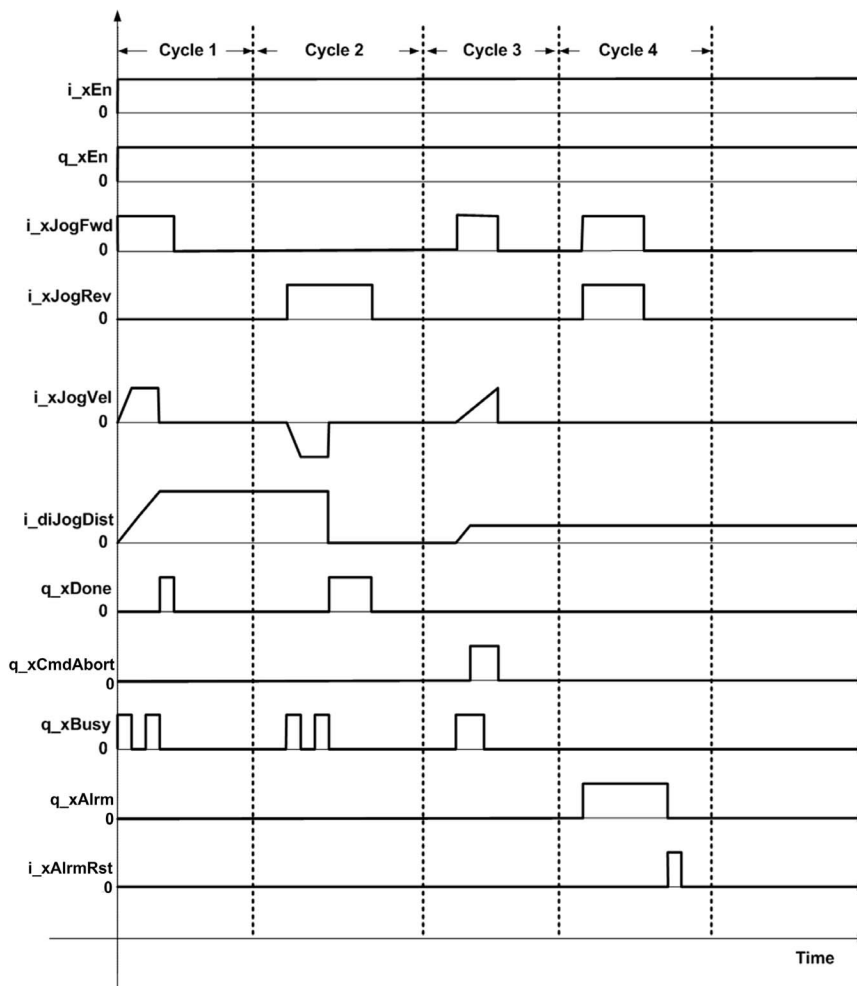 Cycle 1 Cycle 2 Cycle 3 Cycle 4
i_xEn
0
q_xEn
0
i_xJogFwd
0
i_xJogRev
0
i_xJogVel
0
i_diJogDist
0
q_xDone
0
q_xCmdAbort
0
q_xBusy
0
q_xAlrm
0
i_xAlrmRst
0
Time